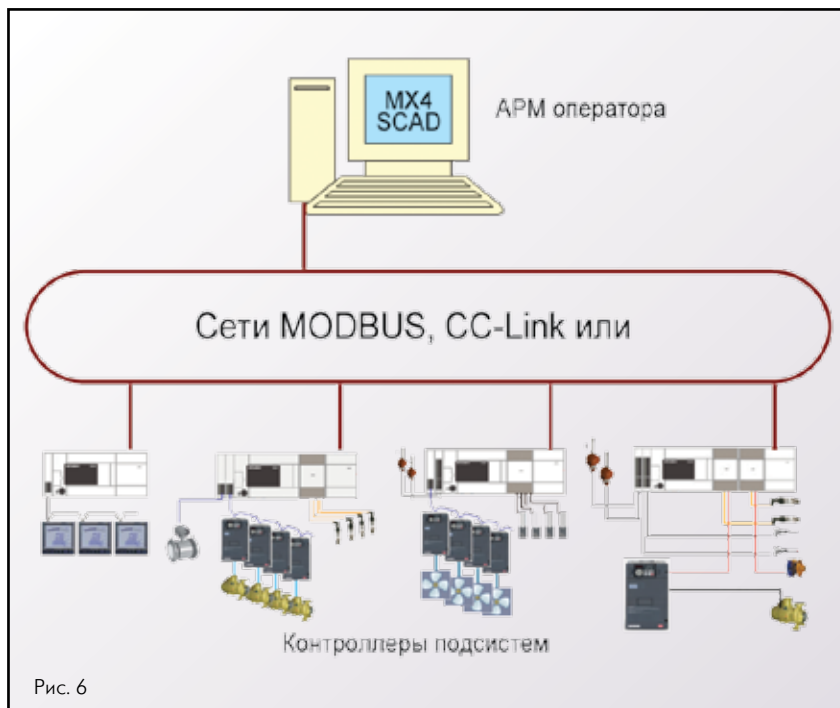 MX4
SCAD
АРМ оператора
Сети MODBUS, CC-Link или
Контроллеры подсистем
Рис. 6